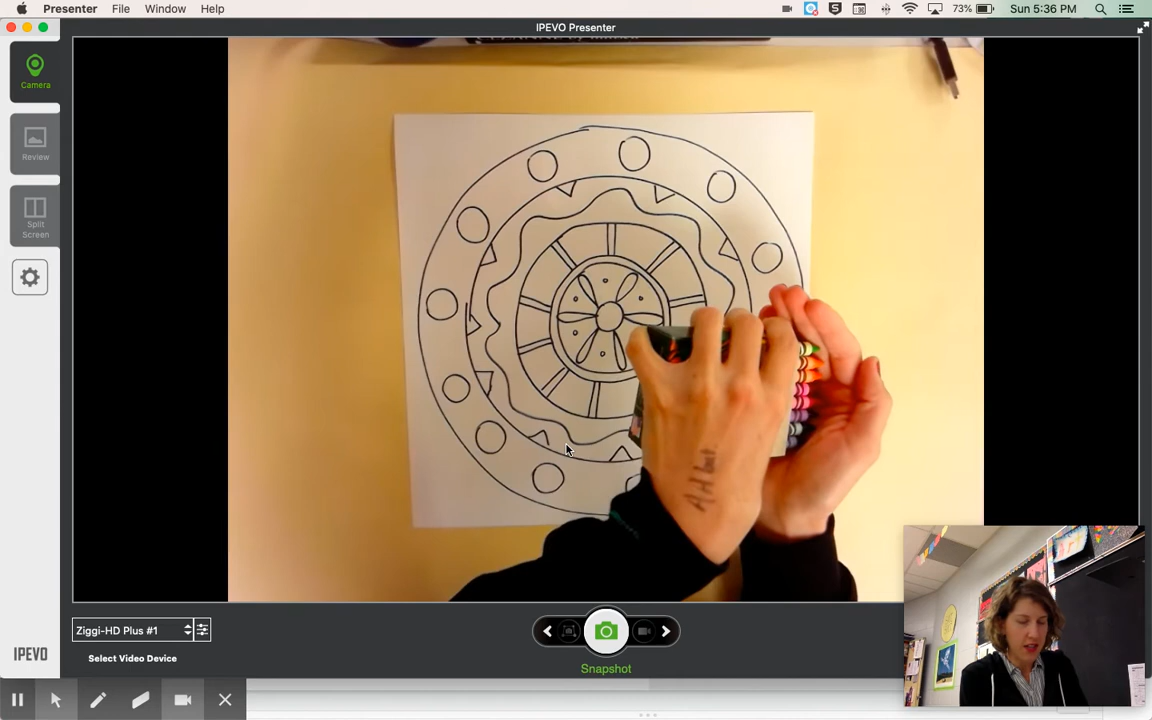 Presenter File Window Help 73% Sun 5:36 PM
IPEVO Presenter
Camera
Review
Split
Screen
Ziggi-HD Plus #1
Select Video Device
Snapshot
IPEVO